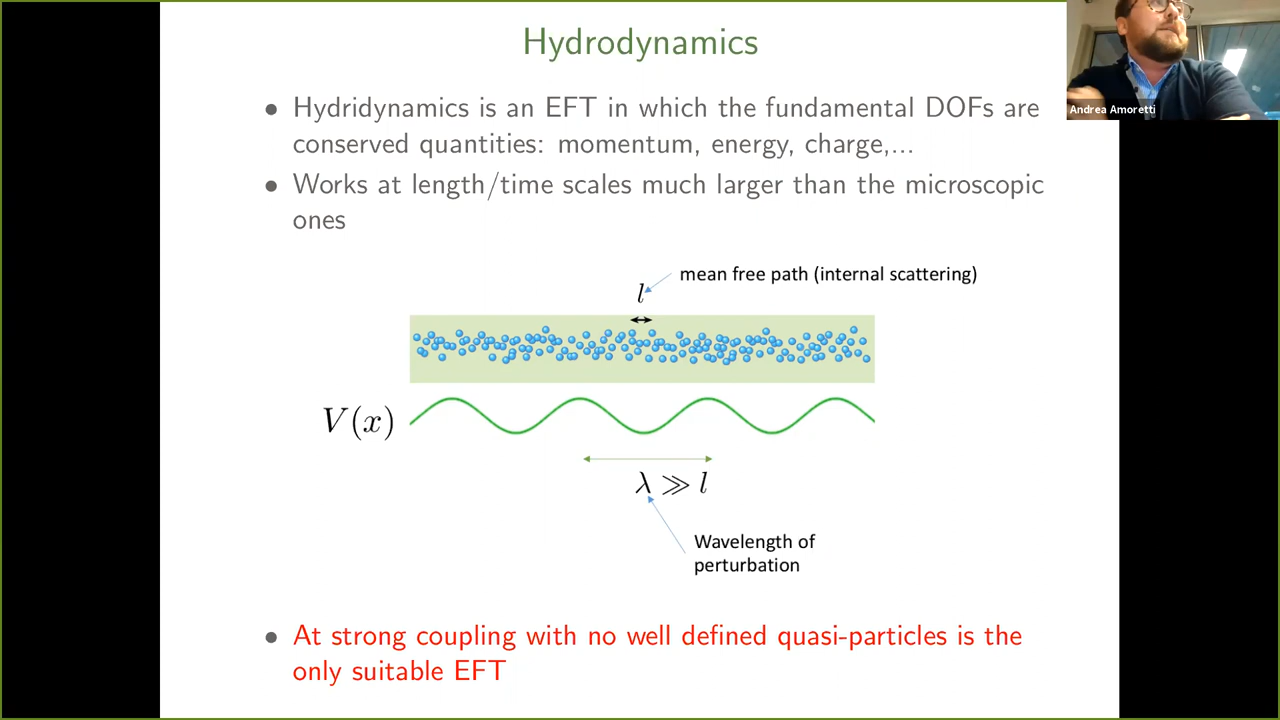 Hydrodynamics
Andrea Amoretti
• Hydridynamics is an EFT in which the fundamental DOFs are
conserved quantities: momentum, energy, charge,...
• Works at length/time scales much larger than the microscopic
ones
mean free path (internal scattering)
l
V(x)
λ ≫ l
Wavelength of
perturbation
• At strong coupling with no well defined quasi-particles is the
only suitable EFT